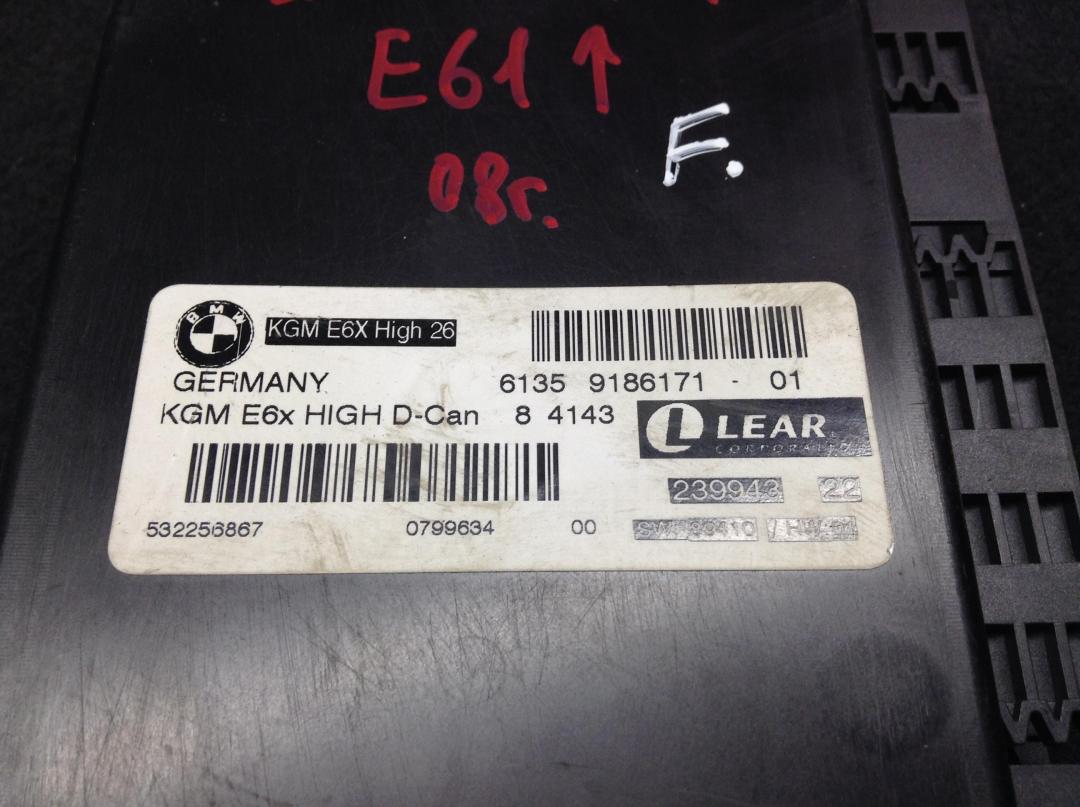 E61 ↑
F.
08г.
BMW
KGM E6X High 26
GERMANY
6135 9186171 - 01
KGM E6x HIGH D-Can 8 4143
LEAR
CORPORATION
239943 22
532256867 0799634 00